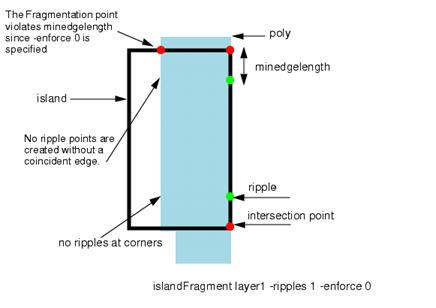 The Fragmentation point
violates minedgelength
since -enforce 0 is
specified
poly
minedgelength
island
No ripple points are
created without a
coincident edge.
ripple
intersection point
no ripples at corners
islandFragment layer1 -ripples 1 -enforce 0